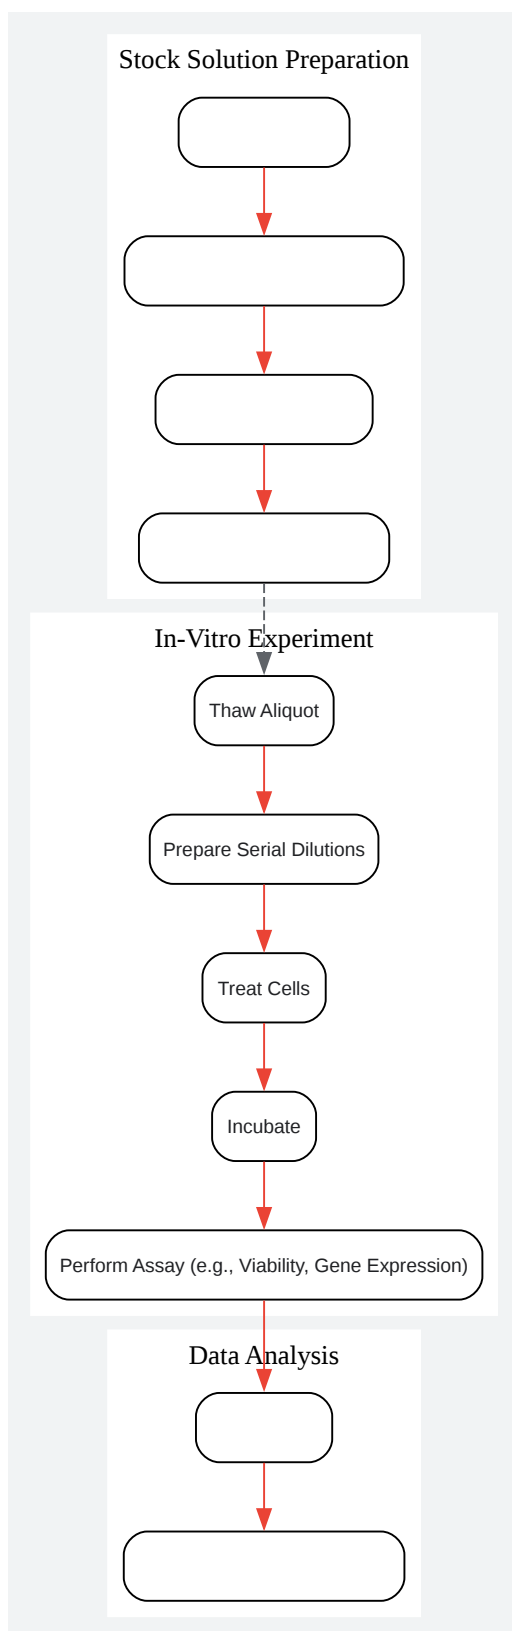 Stock Solution Preparation
In-Vitro Experiment
Thaw Aliquot
Prepare Serial Dilutions
Treat Cells
Incubate
Perform Assay (e.g., Viability, Gene Expression)
Data Analysis